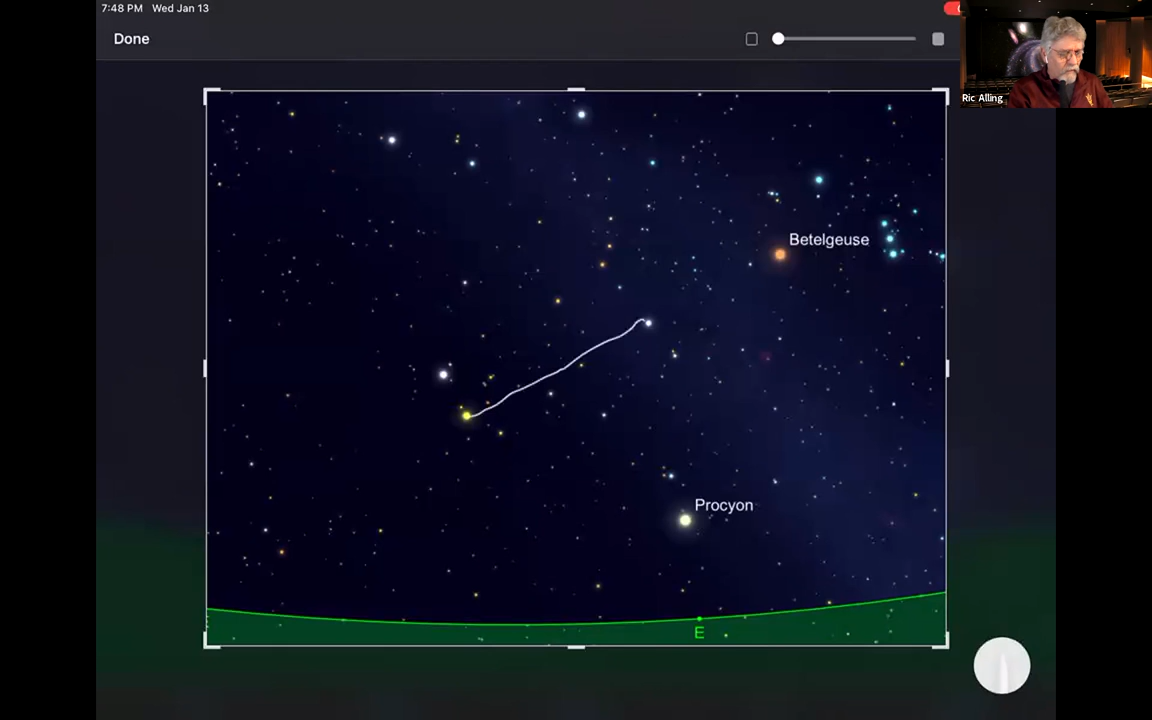 7:48 PM Wed Jan 13
Done
Ric Alling
Betelgeuse
Procyon
E